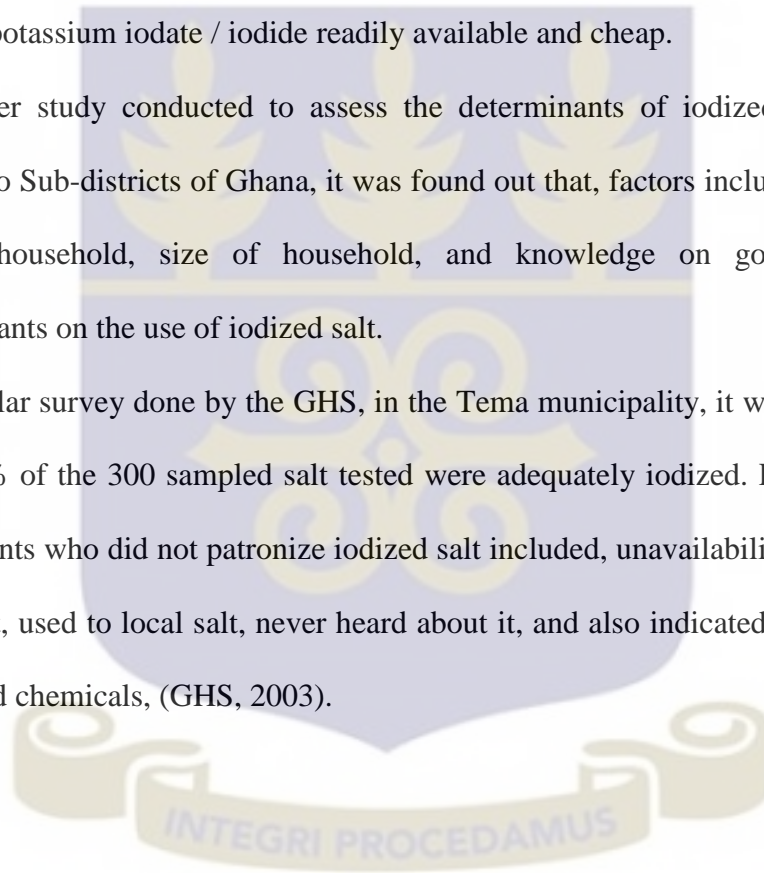 potassium iodate / iodide readily available and cheap.
er study conducted to assess the determinants of iodized
o Sub-districts of Ghana, it was found out that, factors inclu
household, size of household, and knowledge on go
ants on the use of iodized salt.
lar survey done by the GHS, in the Tema municipality, it w
% of the 300 sampled salt tested were adequately iodized.
nts who did not patronize iodized salt included, unavailabili
, used to local salt, never heard about it, and also indicated
d chemicals, (GHS, 2003).
INTEGRI PROCEDAMUS